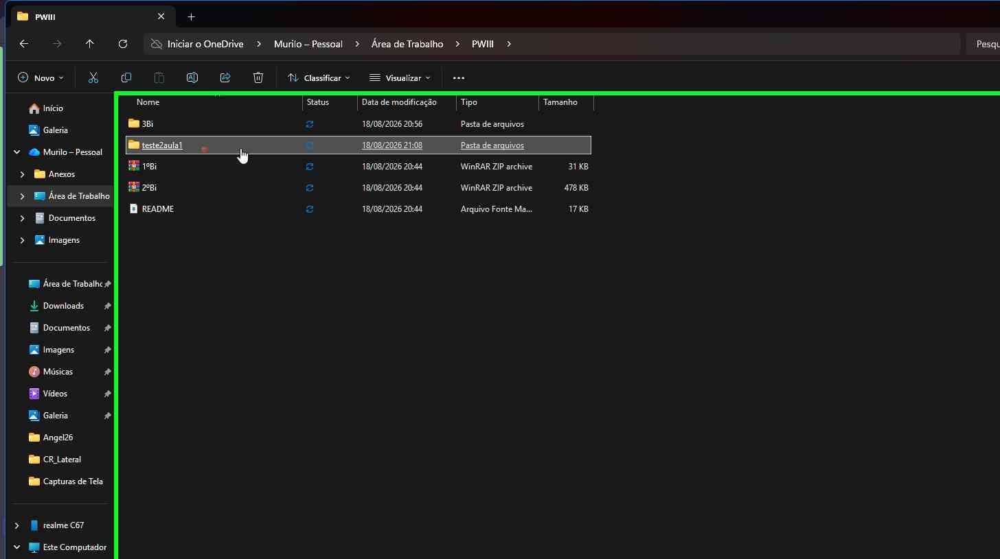 PWIII
Iniciar o OneDrive Murilo – Pessoal Área de Trabalho PWIII
Pesqu
Novo Classificar Visualizar
Nome Status Data de modificação Tipo Tamanho
3Bi 18/08/2026 20:56 Pasta de arquivos
teste2aula1 18/08/2026 21:08 Pasta de arquivos
1ºBi 18/08/2026 20:44 WinRAR ZIP archive 31 KB
2ºBi 18/08/2026 20:44 WinRAR ZIP archive 478 KB
README 18/08/2026 20:44 Arquivo Fonte Ma... 17 KB
Início
Galeria
Murilo – Pessoal
Anexos
Área de Trabalho
Documentos
Imagens
Área de Trabalho
Downloads
Documentos
Imagens
Músicas
Vídeos
Galeria
Angel26
CR_Lateral
Capturas de Tela
realme C67
Este Computador